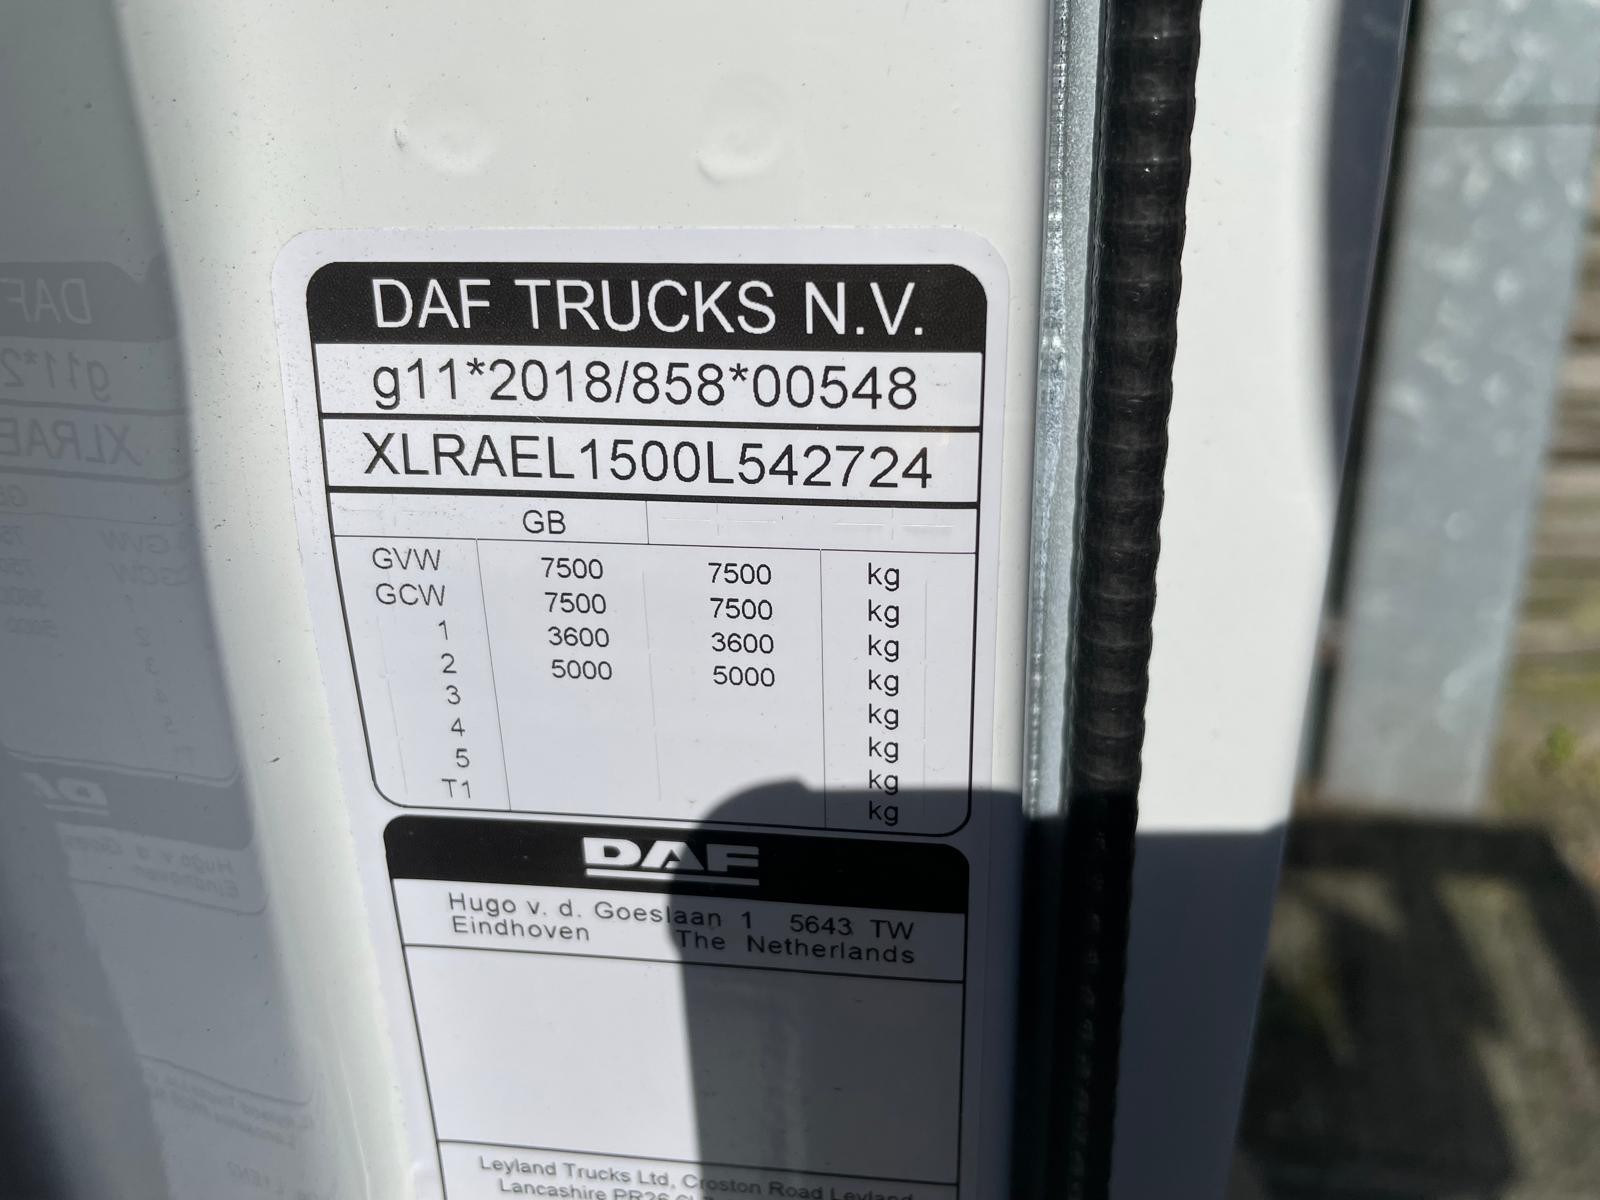 DAF TRUCKS N.V.
g11*2018/858*00548
XLRAEL1500L542724
GB
GVW 7500 7500 kg
GCW 7500 7500 kg
1 3600 3600 kg
2 5000 5000 kg
3 kg
4 kg
5 kg
T1 kg
DAF
Hugo v. d. Goeslaan 1 5643 TW
Eindhoven The Netherlands
Leyland Trucks Ltd, Croston Road Leyland
Lancashire PR26